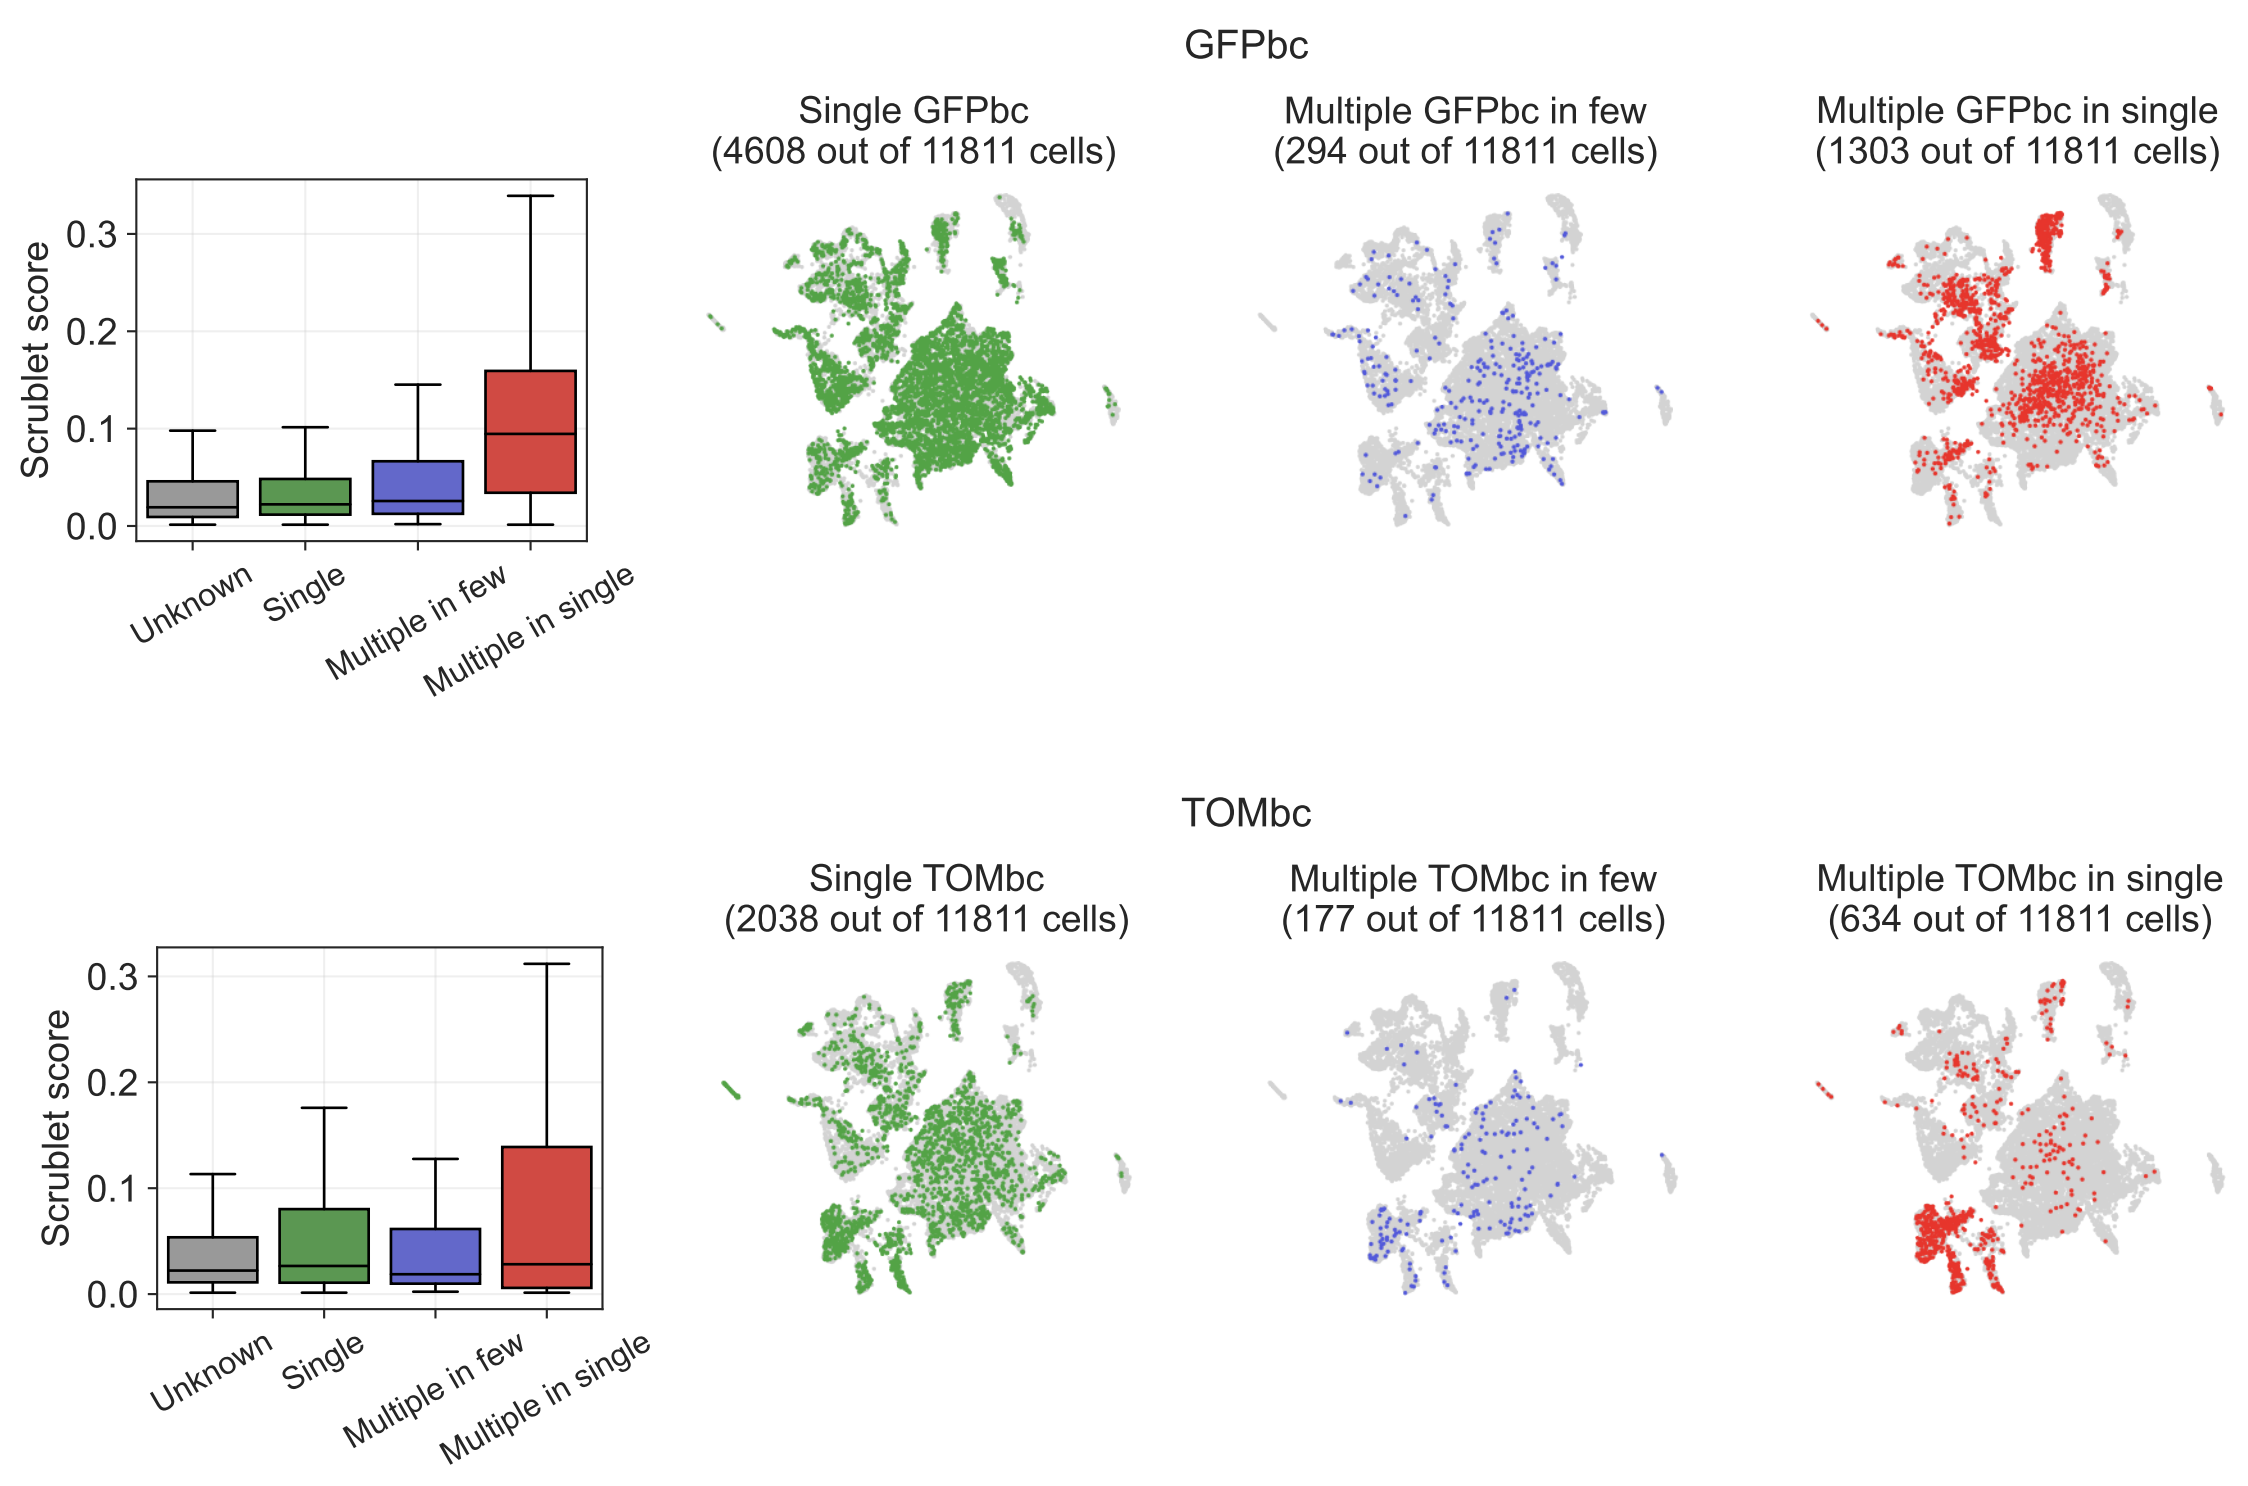 GFPbc
Single GFPbc
(4608 out of 11811 cells)
Multiple GFPbc in few
(294 out of 11811 cells)
Multiple GFPbc in single
(1303 out of 11811 cells)
Scrublet score
0.3
0.2
0.1
0.0
Unknown
Single
Multiple in few
Multiple in single
TOMbc
Single TOMbc
(2038 out of 11811 cells)
Multiple TOMbc in few
(177 out of 11811 cells)
Multiple TOMbc in single
(634 out of 11811 cells)
Scrublet score
0.3
0.2
0.1
0.0
Unknown
Single
Multiple in few
Multiple in single